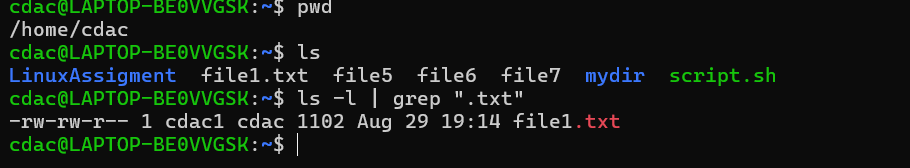 cdac@LAPTOP-BE0VVGSK:~$ pwd
/home/cdac
cdac@LAPTOP-BE0VVGSK:~$ ls
LinuxAssigment  file1.txt  file5  file6  file7  mydir  script.sh
cdac@LAPTOP-BE0VVGSK:~$ ls -l | grep ".txt"
-rw-rw-r-- 1 cdac1 cdac 1102 Aug 29 19:14 file1.txt
cdac@LAPTOP-BE0VVGSK:~$